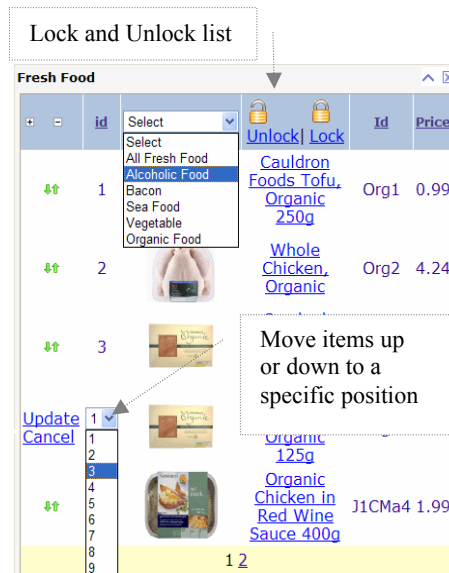 Lock and Unlock list
Fresh Food
id
Select
Unlock| Lock
Id
Price
Select
All Fresh Food
Alcoholic Food
Bacon
Sea Food
Vegetable
Organic Food
1
Cauldron
Foods Tofu,
Organic
250g
Org1
0.99
2
Whole
Chicken,
Organic
Org2
4.24
3
Move items up
or down to a
specific position
Update
Cancel
1
1
2
3
4
5
6
7
8
9
Organic
125g
Organic
Chicken in
Red Wine
Sauce 400g
J1CMa4
1.99
1 2